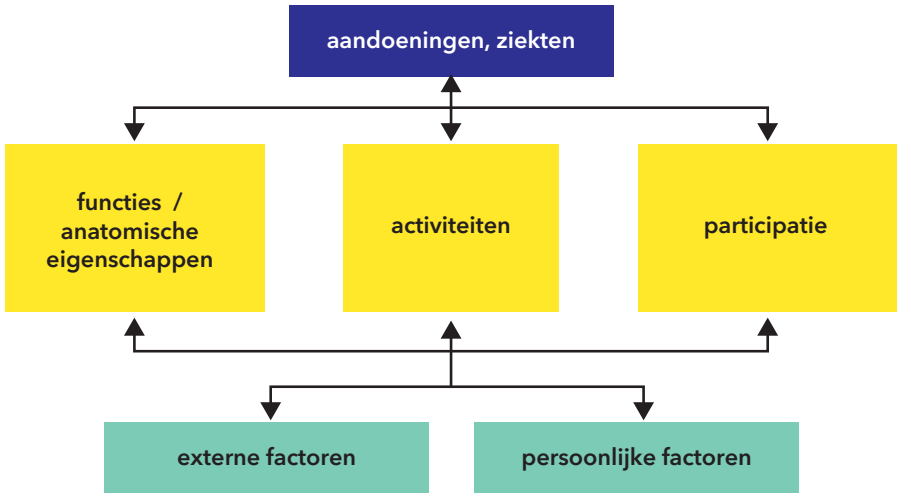 aandoeningen, ziekten
functies /
anatomische
eigenschappen
activiteiten
participatie
externe factoren
persoonlijke factoren